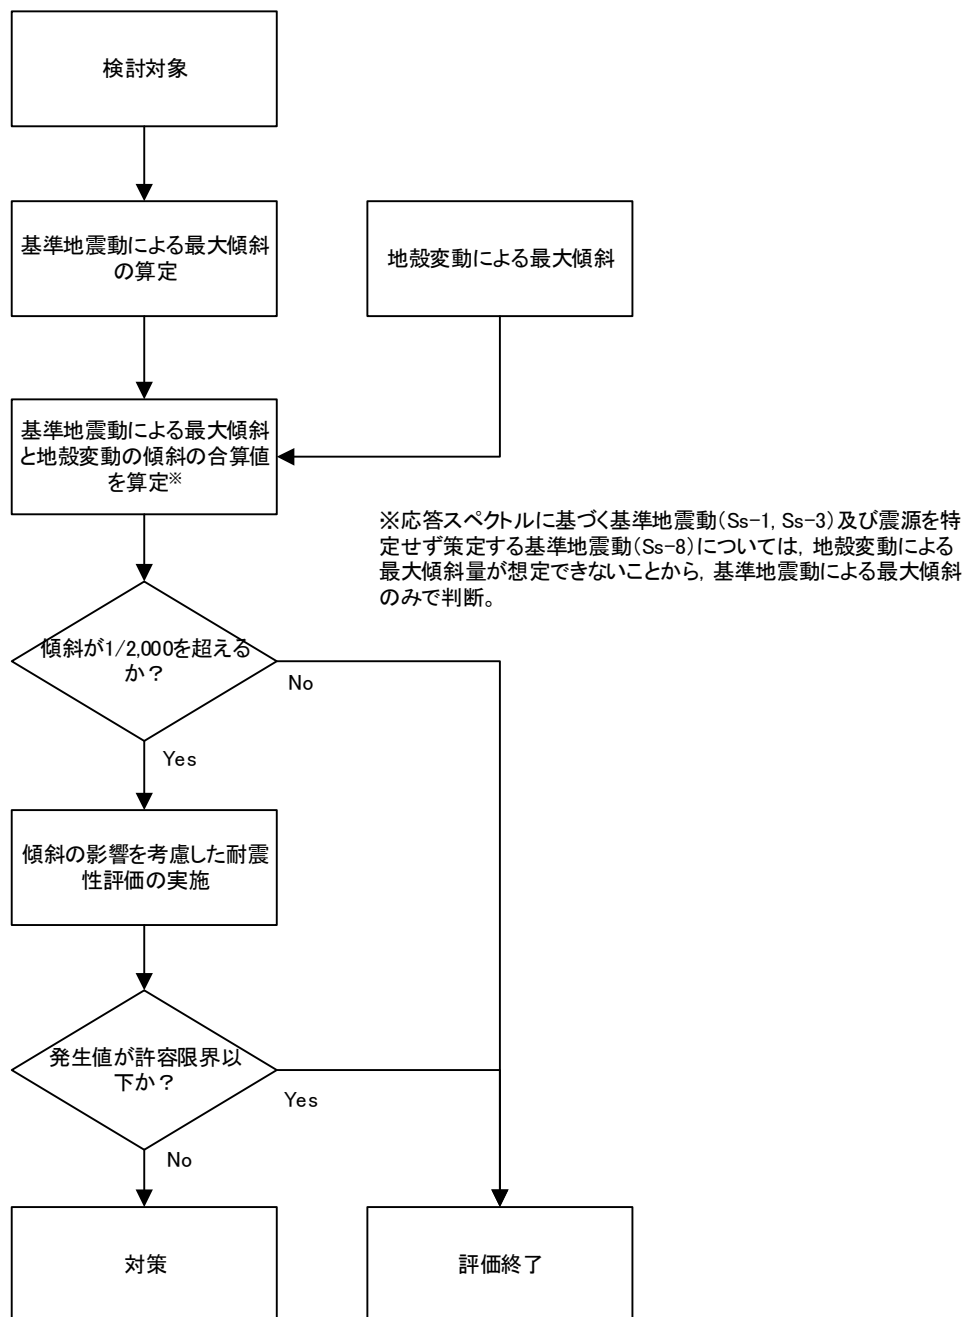 検討対象
基準地震動による最大傾斜
の算定
地殻変動による最大傾斜
基準地震動による最大傾斜
と地殻変動の傾斜の合算値
を算定※
※応答スペクトルに基づく基準地震動(Ss-1, Ss-3)及び震源を特
定せず策定する基準地震動(Ss-8)については, 地殻変動による
最大傾斜量が想定できないことから, 基準地震動による最大傾斜
のみで判断。
傾斜が1/2,000を超える
か？
No
Yes
傾斜の影響を考慮した耐震
性評価の実施
発生値が許容限界以
下か？
Yes
No
対策
評価終了